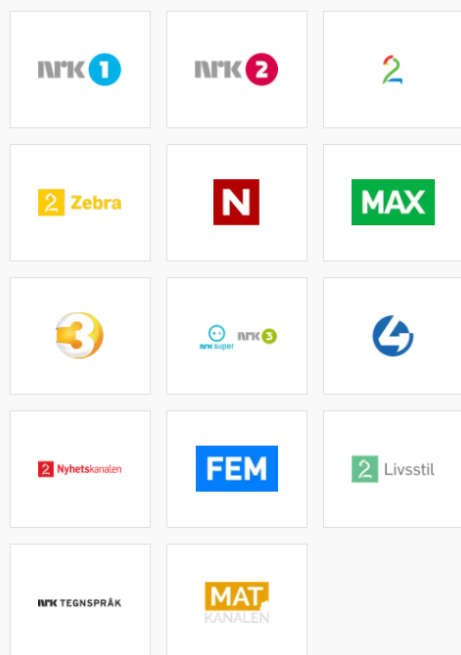 nrk 1
nrk 2
2
2 Zebra
N
MAX
3
nrk super nrk 3
4
2 Nyhetskanalen
FEM
2 Livsstil
nrk TEGNSPRÅK
MAT
KANALEN